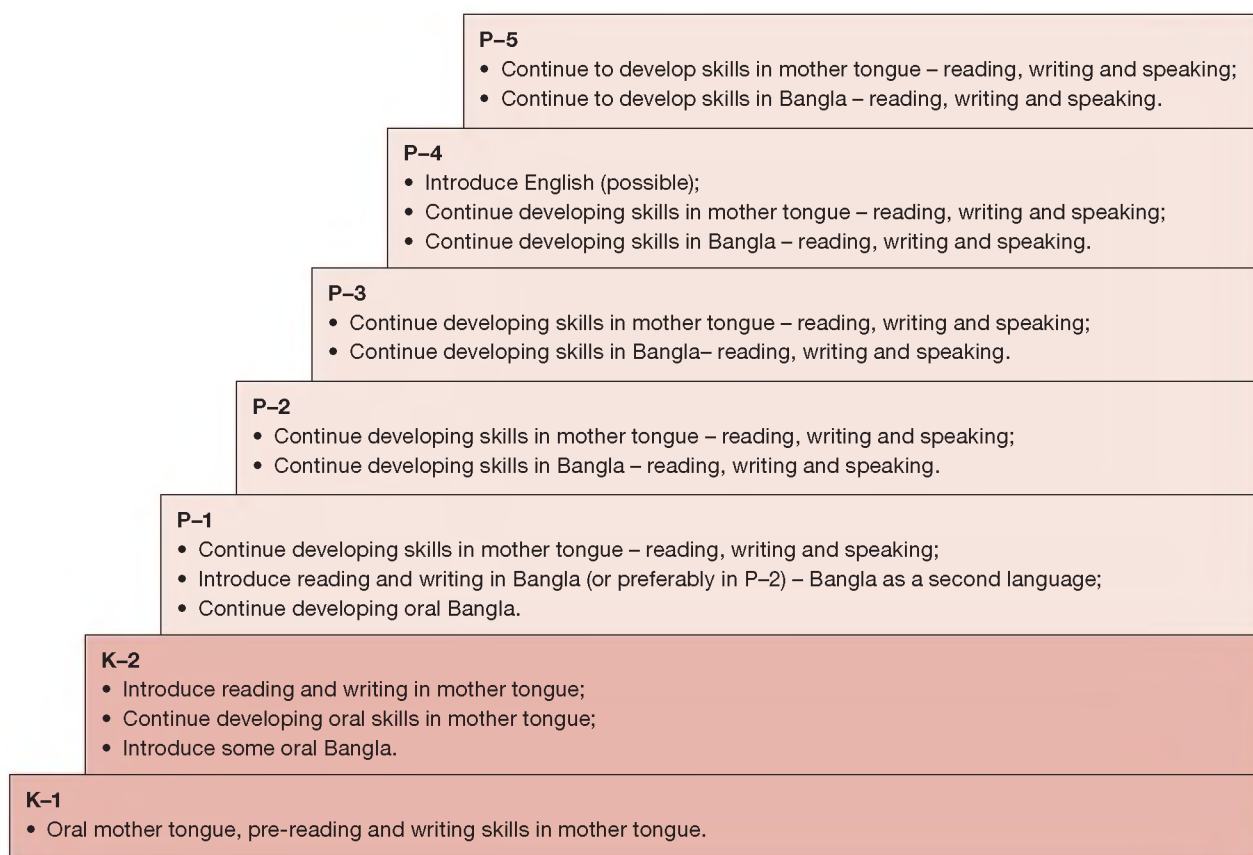 P–5
• Continue to develop skills in mother tongue – reading, writing and speaking;
• Continue to develop skills in Bangla – reading, writing and speaking.
P–4
• Introduce English (possible);
• Continue developing skills in mother tongue – reading, writing and speaking;
• Continue developing skills in Bangla – reading, writing and speaking.
P–3
• Continue developing skills in mother tongue – reading, writing and speaking;
• Continue developing skills in Bangla– reading, writing and speaking.
P–2
• Continue developing skills in mother tongue – reading, writing and speaking;
• Continue developing skills in Bangla – reading, writing and speaking.
P–1
• Continue developing skills in mother tongue – reading, writing and speaking;
• Introduce reading and writing in Bangla (or preferably in P–2) – Bangla as a second language;
• Continue developing oral Bangla.
K–2
• Introduce reading and writing in mother tongue;
• Continue developing oral skills in mother tongue;
• Introduce some oral Bangla.
K–1
• Oral mother tongue, pre-reading and writing skills in mother tongue.